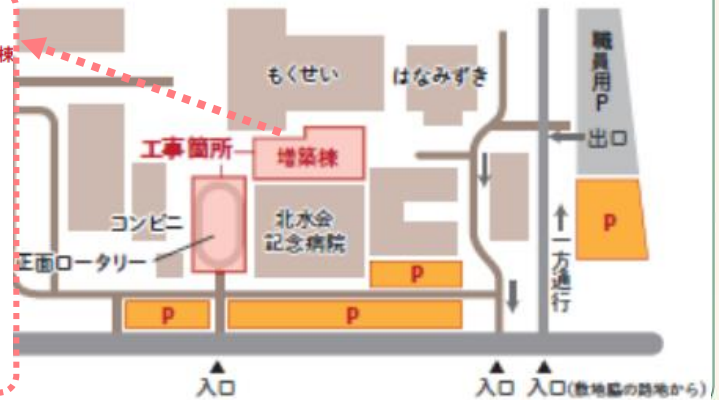 棟
もくせい
はなみずき
職員用P
出口
工事箇所
増築棟
コンビニ
北水会
記念病院
正面ロータリー
P
P
P
P
一方通行
入口
入口
入口(敷地脇の路地から)